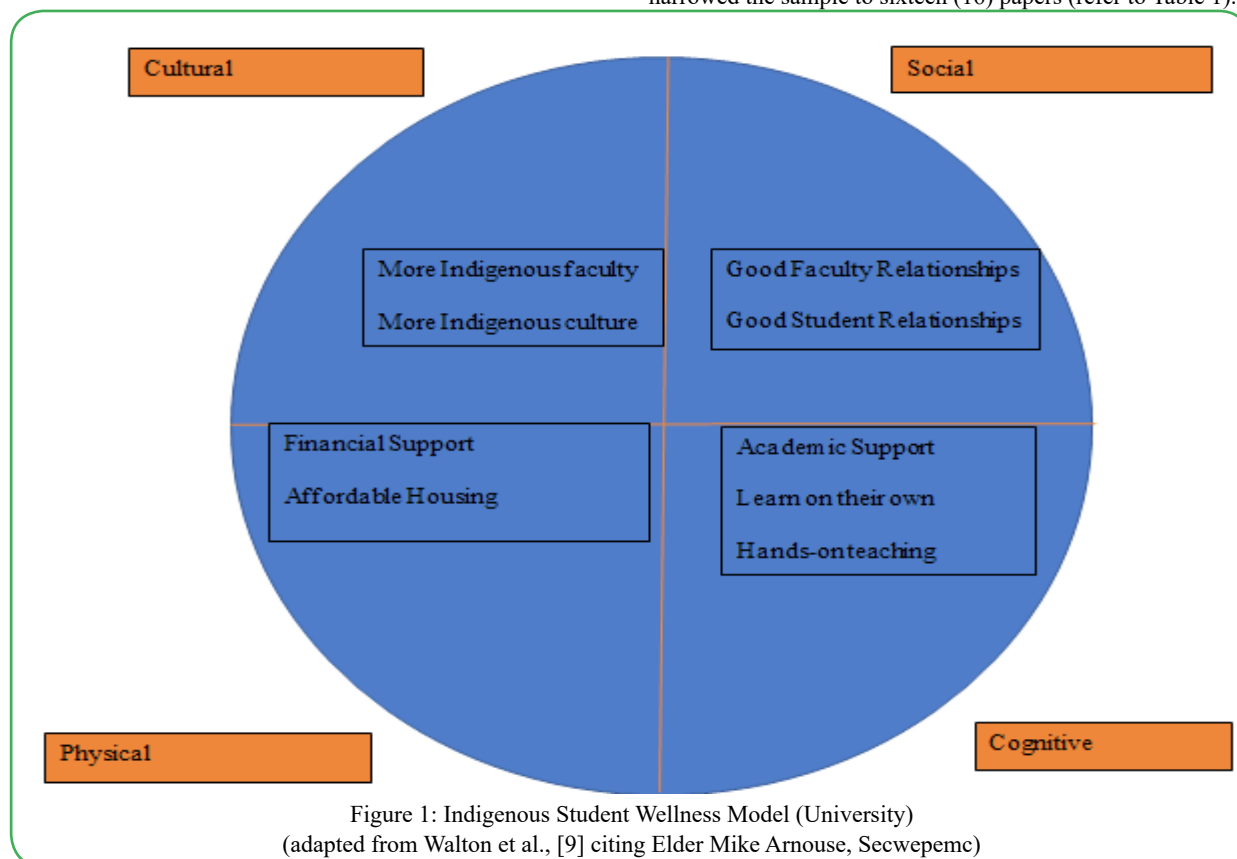 narrowed the sample to sixteen (16) papers (refer to Table 1).
Cultural
Social
More Indigenous faculty
More Indigenous culture
Good Faculty Relationships
Good Student Relationships
Financial Support
Affordable Housing
Academic Support
Learn on their own
Hands-on teaching
Physical
Cognitive
Figure 1: Indigenous Student Wellness Model (University)
(adapted from Walton et al., [9] citing Elder Mike Arnouse, Secwepemc)